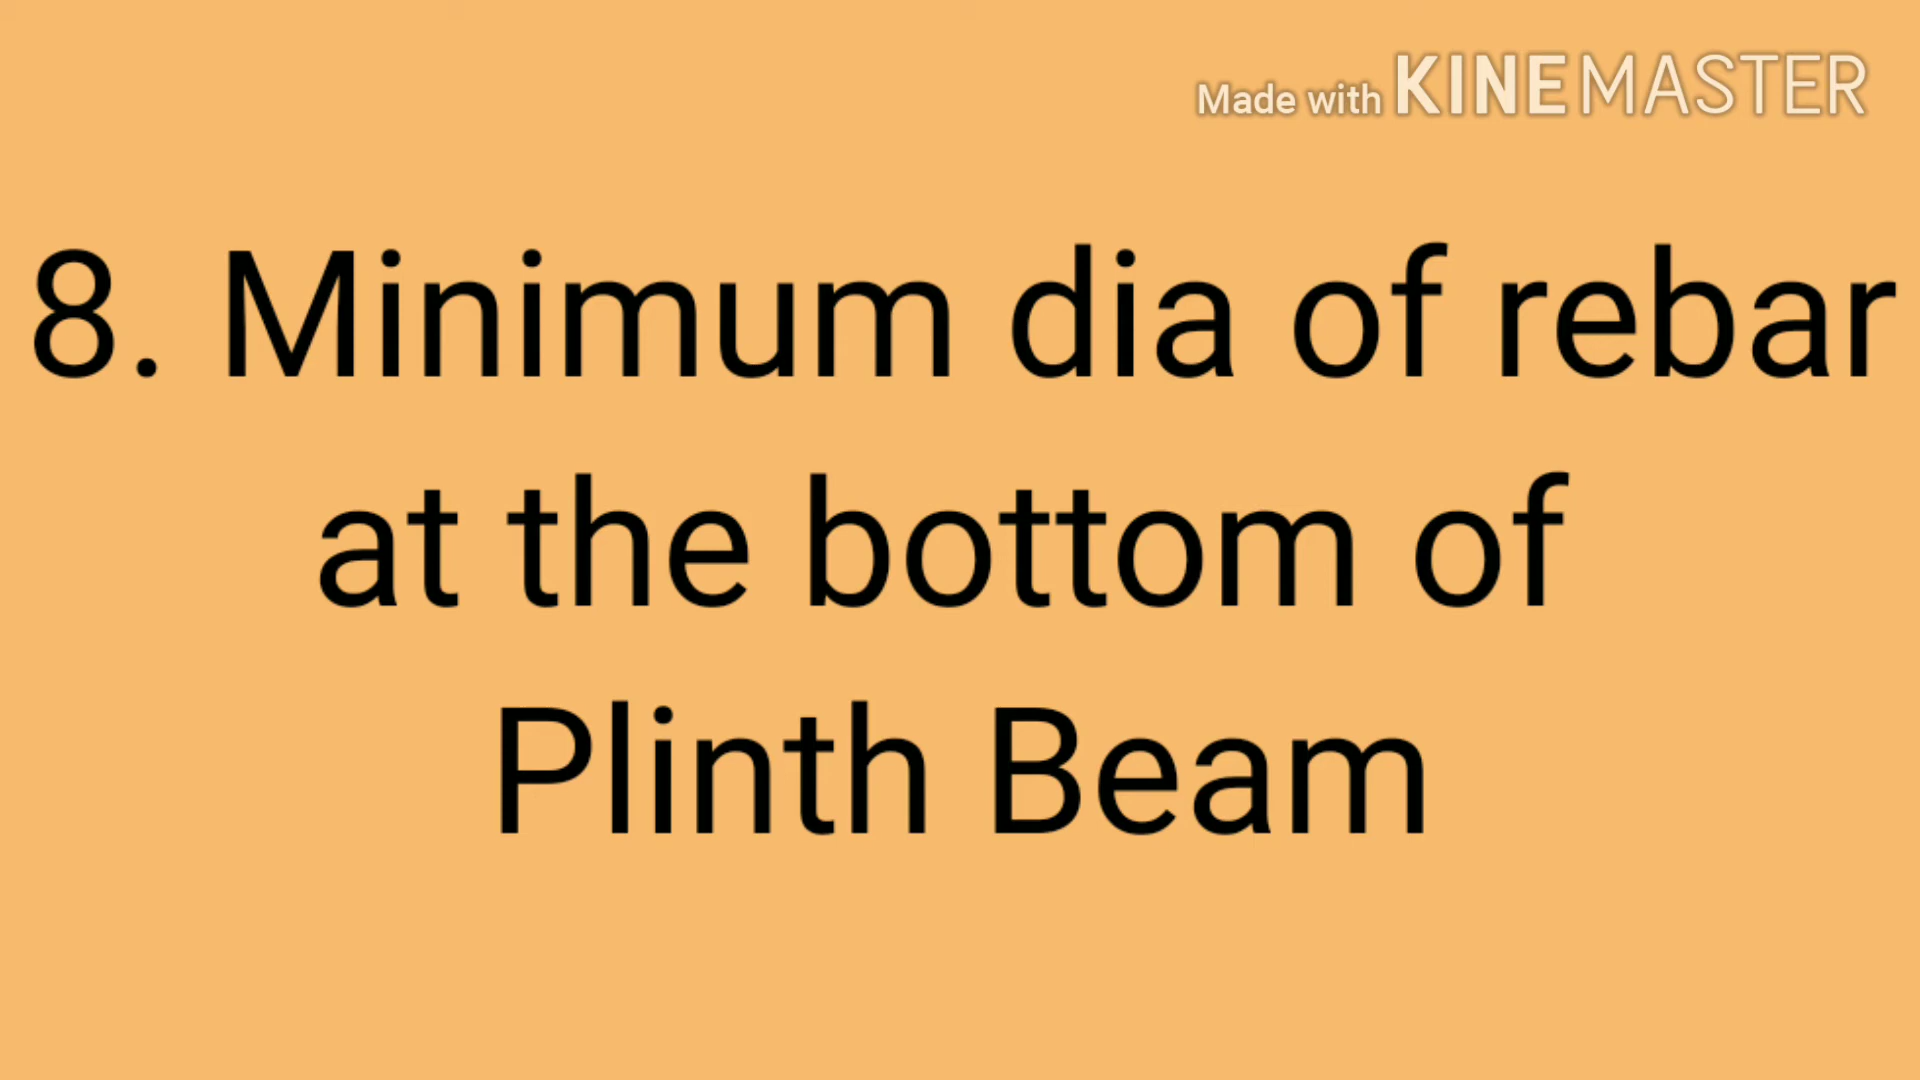 Made with KINEMASTER
8. Minimum dia of rebar
at the bottom of
Plinth Beam